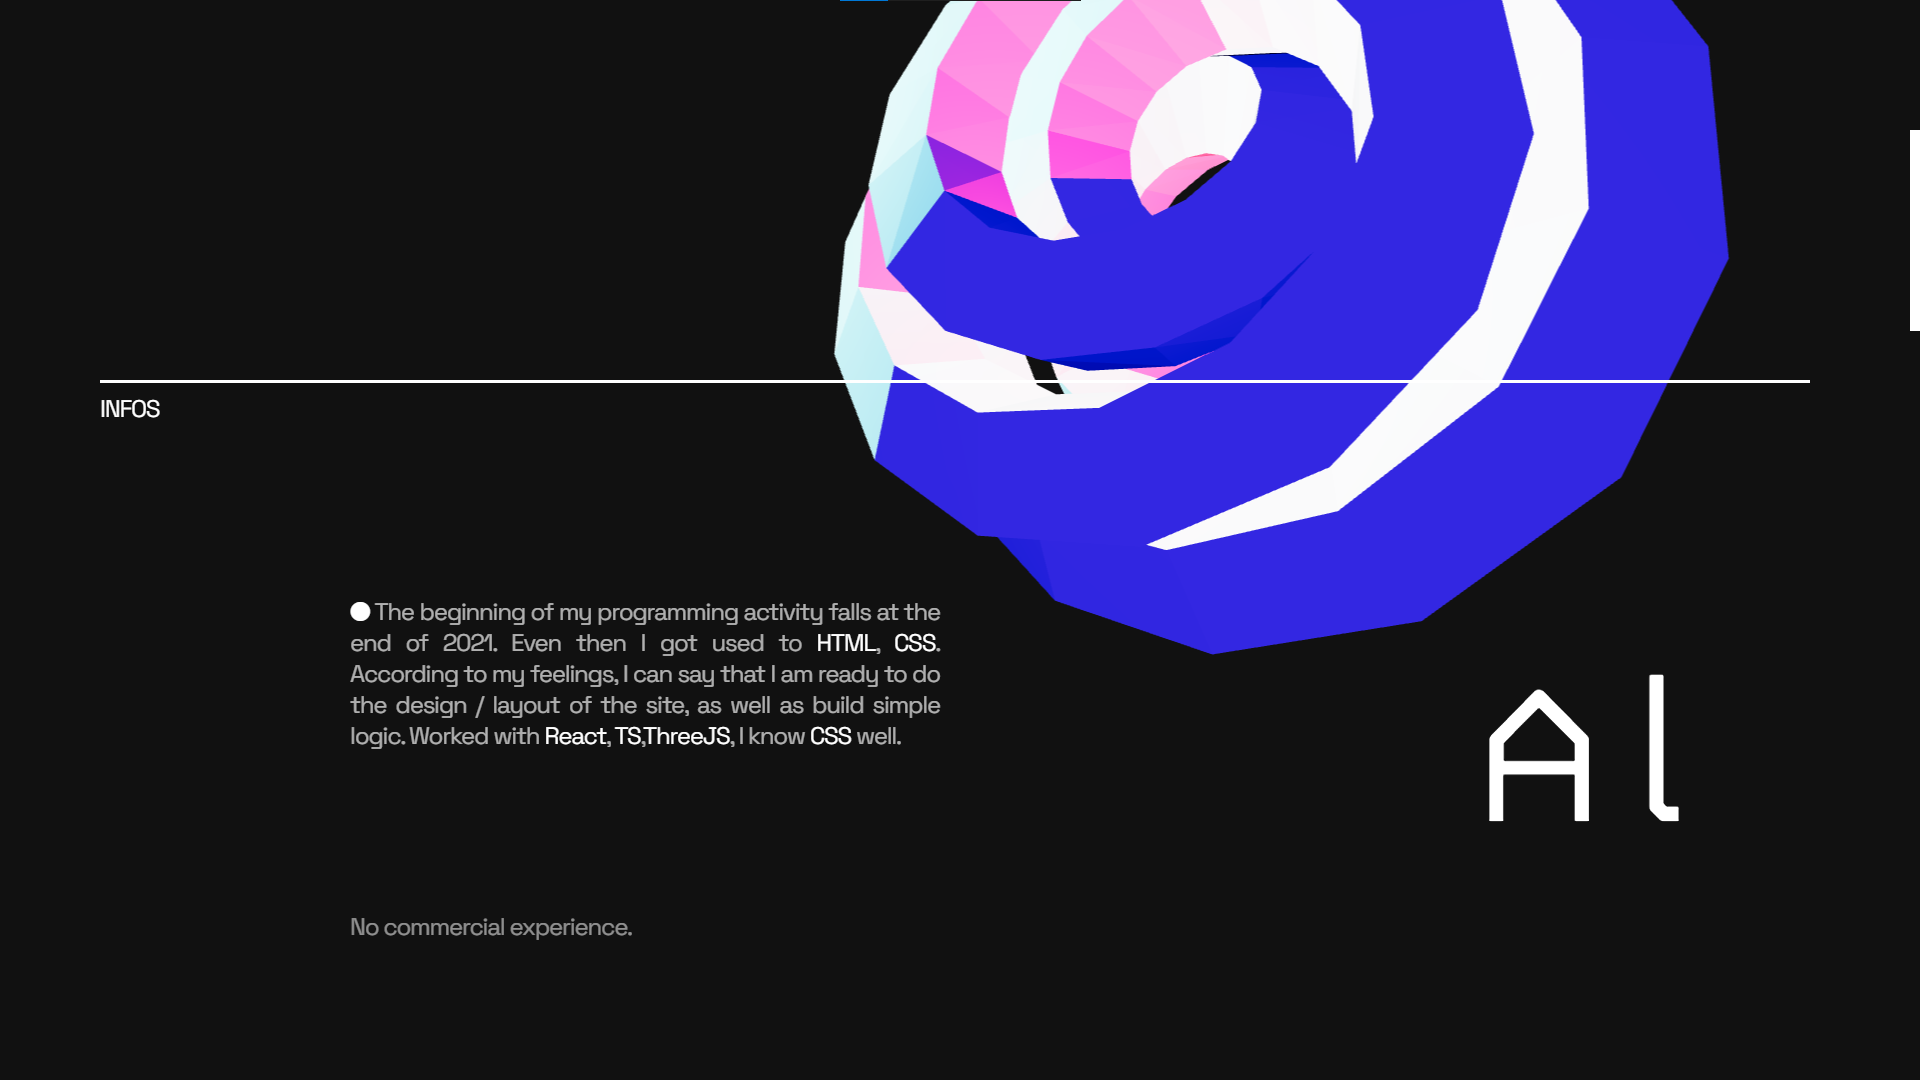 INFOS
The beginning of my programming activity falls at the
end of 2021. Even then I got used to HTML, CSS.
According to my feelings, I can say that I am ready to do
the design / layout of the site, as well as build simple
logic. Worked with React, TS,ThreeJS, I know CSS well.
Al
No commercial experience.